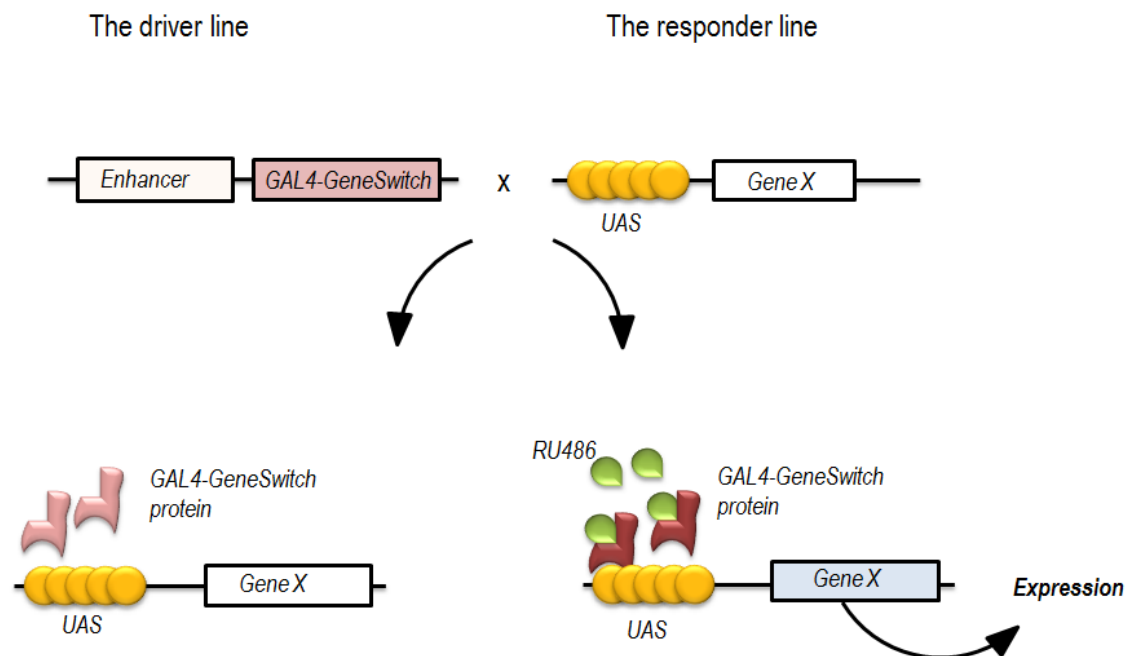 The driver line
The responder line
Enhancer
GAL4-GeneSwitch
x
Gene X
UAS
GAL4-GeneSwitch
protein
Gene X
UAS
RU486
GAL4-GeneSwitch
protein
Gene X
Expression
UAS